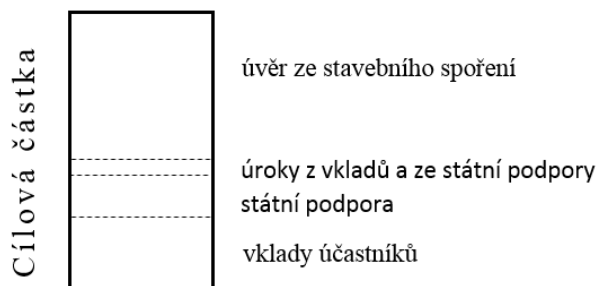 Cílová částka
úvěr ze stavebního spoření
úroky z vkladů a ze státní podpory
státní podpora
vklady účastníků